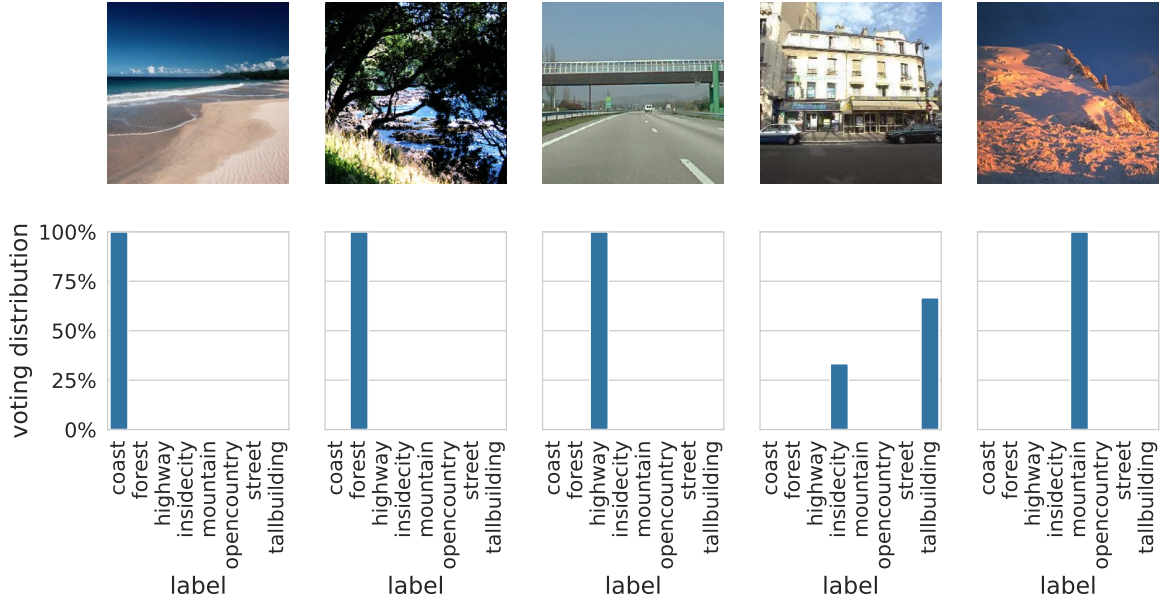 voting distribution
100%
75%
50%
25%
0%
coast
forest
highway
insidecity
mountain
opencountry
street
tallbuilding
label
coast
forest
highway
insidecity
mountain
opencountry
street
tallbuilding
label
coast
forest
highway
insidecity
mountain
opencountry
street
tallbuilding
label
coast
forest
highway
insidecity
mountain
opencountry
street
tallbuilding
label
coast
forest
highway
insidecity
mountain
opencountry
street
tallbuilding
label